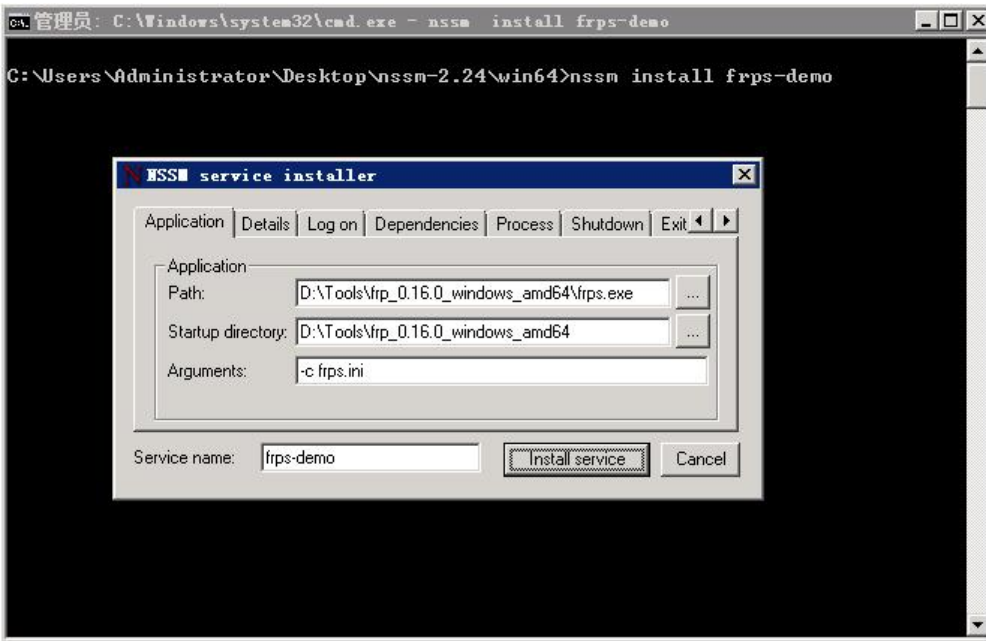 管理员: C:\Windows\system32\cmd.exe - nssm  install frps-demo
C:\Users\Administrator\Desktop\nssm-2.24\win64>nssm install frps-demo
NSSM service installer
Application Details Log on Dependencies Process Shutdown Exit
Application
Path: D:\Tools\frp_0.16.0_windows_amd64\frps.exe ...
Startup directory: D:\Tools\frp_0.16.0_windows_amd64 ...
Arguments: -c frps.ini
Service name: frps-demo Install service Cancel